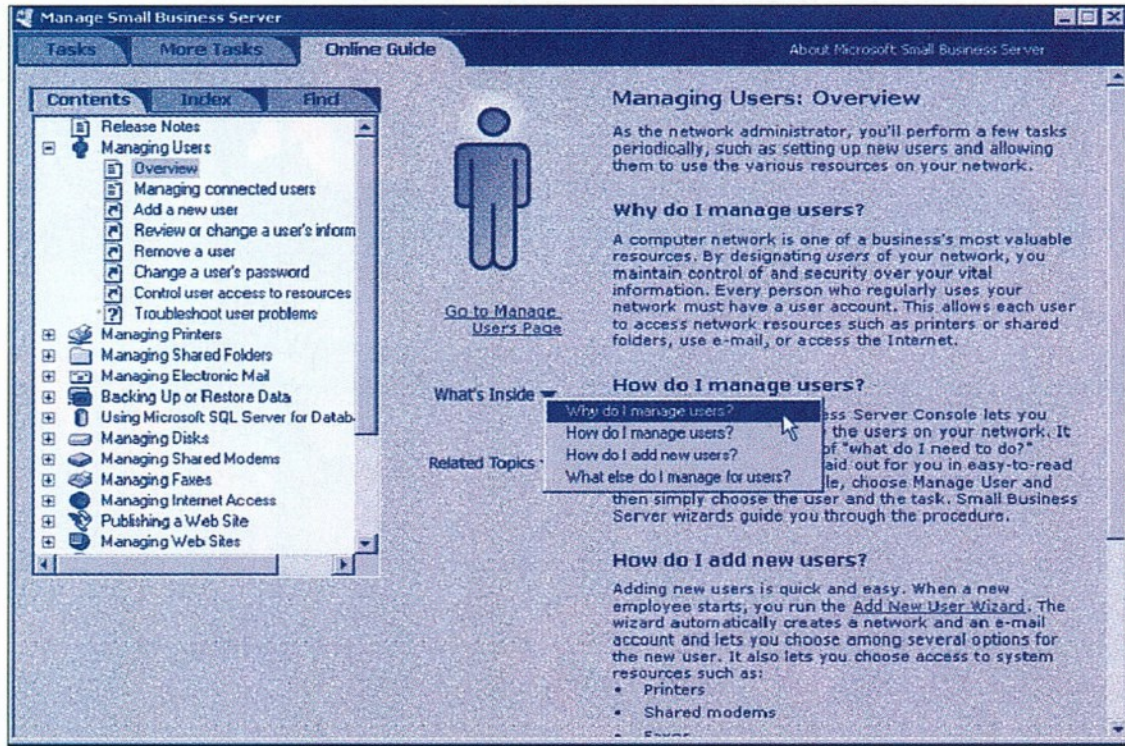 Manage Small Business Server
Tasks
More Tasks
Online Guide
About Microsoft Small Business Server
Contents
Index
Find
Release Notes
Managing Users
Overview
Managing connected users
Add a new user
Review or change a user's inform
Remove a user
Change a user's password
Control user access to resources
Troubleshoot user problems
Managing Printers
Managing Shared Folders
Managing Electronic Mail
Backing Up or Restore Data
Using Microsoft SQL Server for Datab
Managing Disks
Managing Shared Modems
Managing Faxes
Managing Internet Access
Publishing a Web Site
Managing Web Sites
Go to Manage
Users Page
What's Inside
Related Topics
Why do I manage users?
How do I manage users?
How do I add new users?
What else do I manage for users?
Managing Users: Overview
As the network administrator, you'll perform a few tasks
periodically, such as setting up new users and allowing
them to use the various resources on your network.
Why do I manage users?
A computer network is one of a business's most valuable
resources. By designating users of your network, you
maintain control of and security over your vital
information. Every person who regularly uses your
network must have a user account. This allows each user
to access network resources such as printers or shared
folders, use e-mail, or access the Internet.
How do I manage users?
ess Server Console lets you
the users on your network. It
of "what do I need to do?"
aid out for you in easy-to-read
le, choose Manage User and
then simply choose the user and the task. Small Business
Server wizards guide you through the procedure.
How do I add new users?
Adding new users is quick and easy. When a new
employee starts, you run the Add New User Wizard. The
wizard automatically creates a network and an e-mail
account and lets you choose among several options for
the new user. It also lets you choose access to system
resources such as:
• Printers
• Shared modems